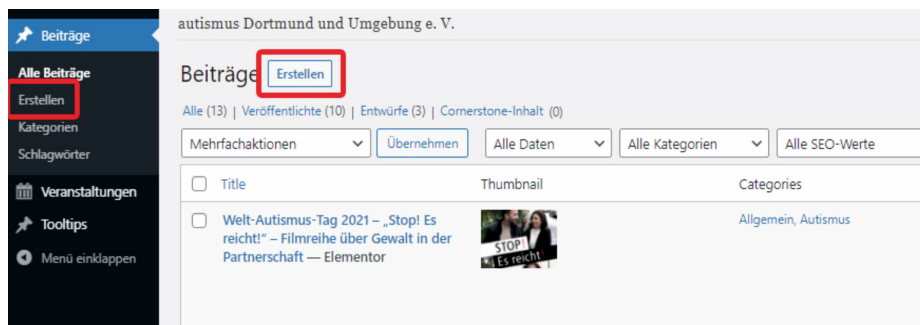 autismus Dortmund und Umgebung e. V.
Beiträge
Alle Beiträge
Erstellen
Kategorien
Schlagwörter
Veranstaltungen
Tooltips
Menü einklappen
Beiträge Erstellen
Alle (13) | Veröffentlichte (10) | Entwürfe (3) | Cornerstone-Inhalt (0)
Mehrfachaktionen Übernehmen Alle Daten Alle Kategorien Alle SEO-Werte
Title Thumbnail Categories
Welt-Autismus-Tag 2021 – „Stop! Es
reicht!“ – Filmreihe über Gewalt in der
Partnerschaft — Elementor
STOP!
Es reicht!
Allgemein, Autismus